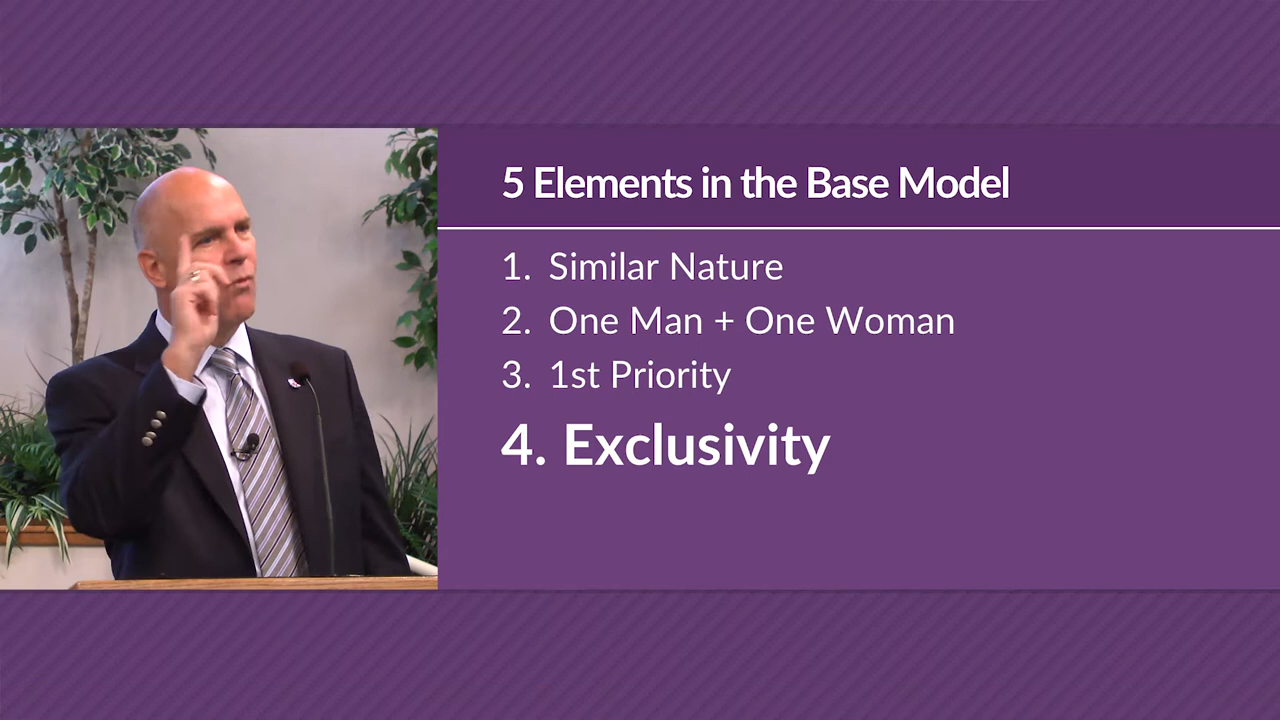 5 Elements in the Base Model
1. Similar Nature
2. One Man + One Woman
3. 1st Priority
4. Exclusivity